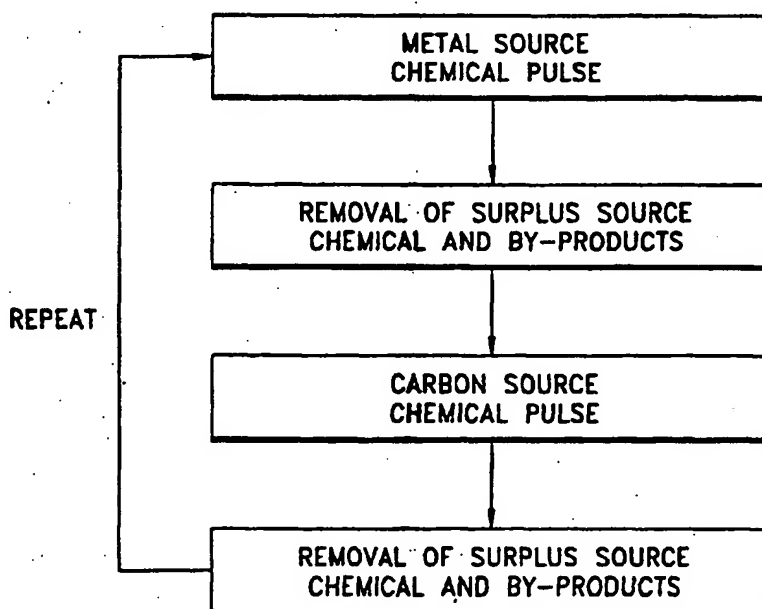 METAL SOURCE
CHEMICAL PULSE
REMOVAL OF SURPLUS SOURCE
CHEMICAL AND BY-PRODUCTS
REPEAT
CARBON SOURCE
CHEMICAL PULSE
REMOVAL OF SURPLUS SOURCE
CHEMICAL AND BY-PRODUCTS